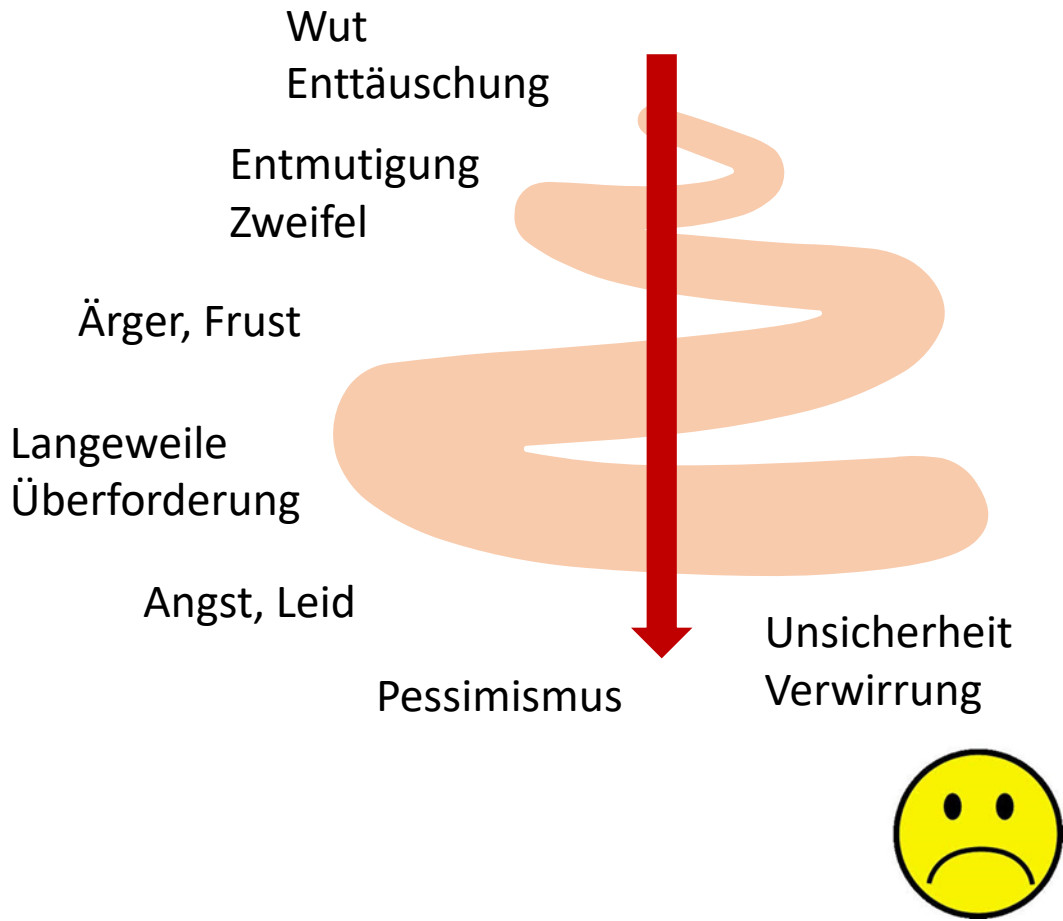 Wut
Enttäuschung
Entmutigung
Zweifel
Ärger, Frust
Langeweile
Überforderung
Angst, Leid
Unsicherheit
Verwirrung
Pessimismus